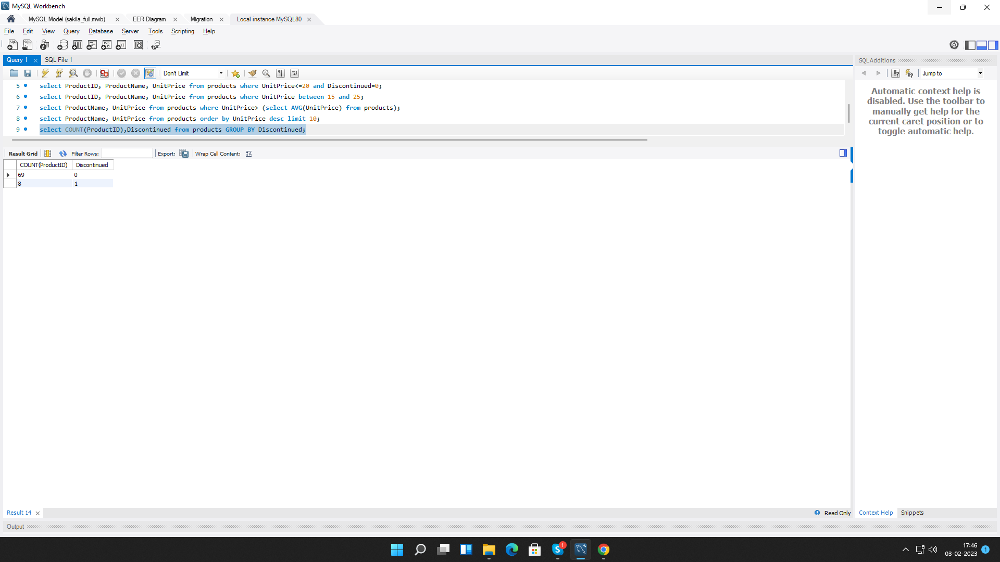 MySQL Workbench
MySQL Model (sakila_full.mwb)
EER Diagram
Migration
Local instance MySQL80
File Edit View Query Database Server Tools Scripting Help
Query 1
SQL File 1
SQLAdditions
Don't Limit
Jump to
5 select ProductID, ProductName, UnitPrice from products where UnitPrice<=20 and Discontinued=0;
6 select ProductID, ProductName, UnitPrice from products where UnitPrice between 15 and 25;
7 select ProductName, UnitPrice from products where UnitPrice> (select AVG(UnitPrice) from products);
8 select ProductName, UnitPrice from products order by UnitPrice desc limit 10;
9 select COUNT(ProductID),Discontinued from products GROUP BY Discontinued;
Automatic context help is
disabled. Use the toolbar to
manually get help for the
current caret position or to
toggle automatic help.
Result Grid Filter Rows: Export: Wrap Cell Content:
COUNT(ProductID) Discontinued
69 0
8 1
Result 14
Read Only
Context Help
Snippets
Output
17:46
03-02-2023